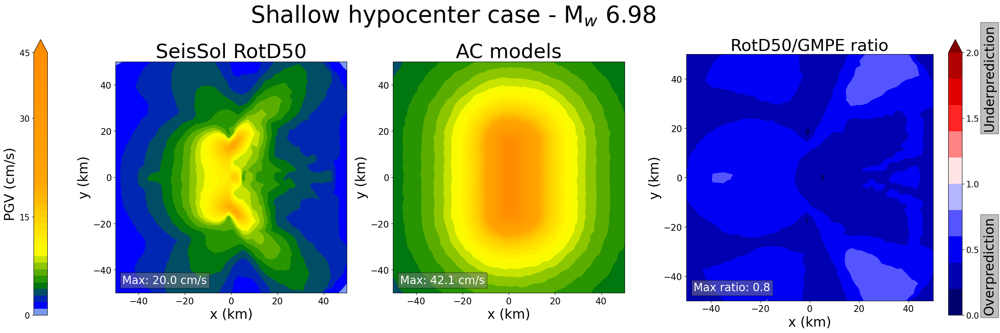 Shallow hypocenter case - M_w 6.98
PGV (cm/s)
45
30
15
0
SeisSol RotD50
y (km)
40
20
0
−20
−40
Max: 20.0 cm/s
−40 −20 0 20 40
x (km)
AC models
y (km)
40
20
0
−20
−40
Max: 42.1 cm/s
−40 −20 0 20 40
x (km)
RotD50/GMPE ratio
y (km)
40
20
0
−20
−40
Max ratio: 0.8
−40 −20 0 20 40
x (km)
2.0
1.5
1.0
0.5
0.0
Underprediction
Overprediction